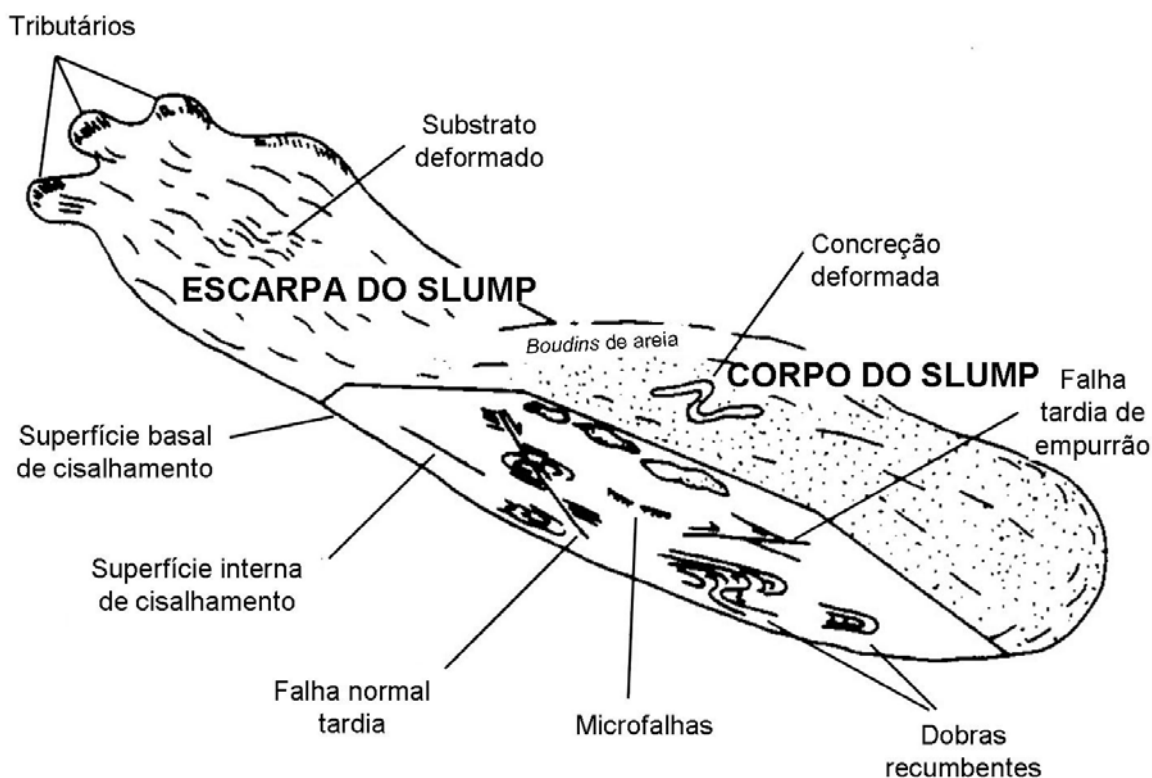 Tributários
Substrato
deformado
Concreção
deformada
ESCARPA DO SLUMP
Boudins de areia
CORPO DO SLUMP
Falha
tardia de
empurrão
Superfície basal
de cisalhamento
Superfície interna
de cisalhamento
Falha normal
tardia
Microfalhas
Dobras
recumbentes